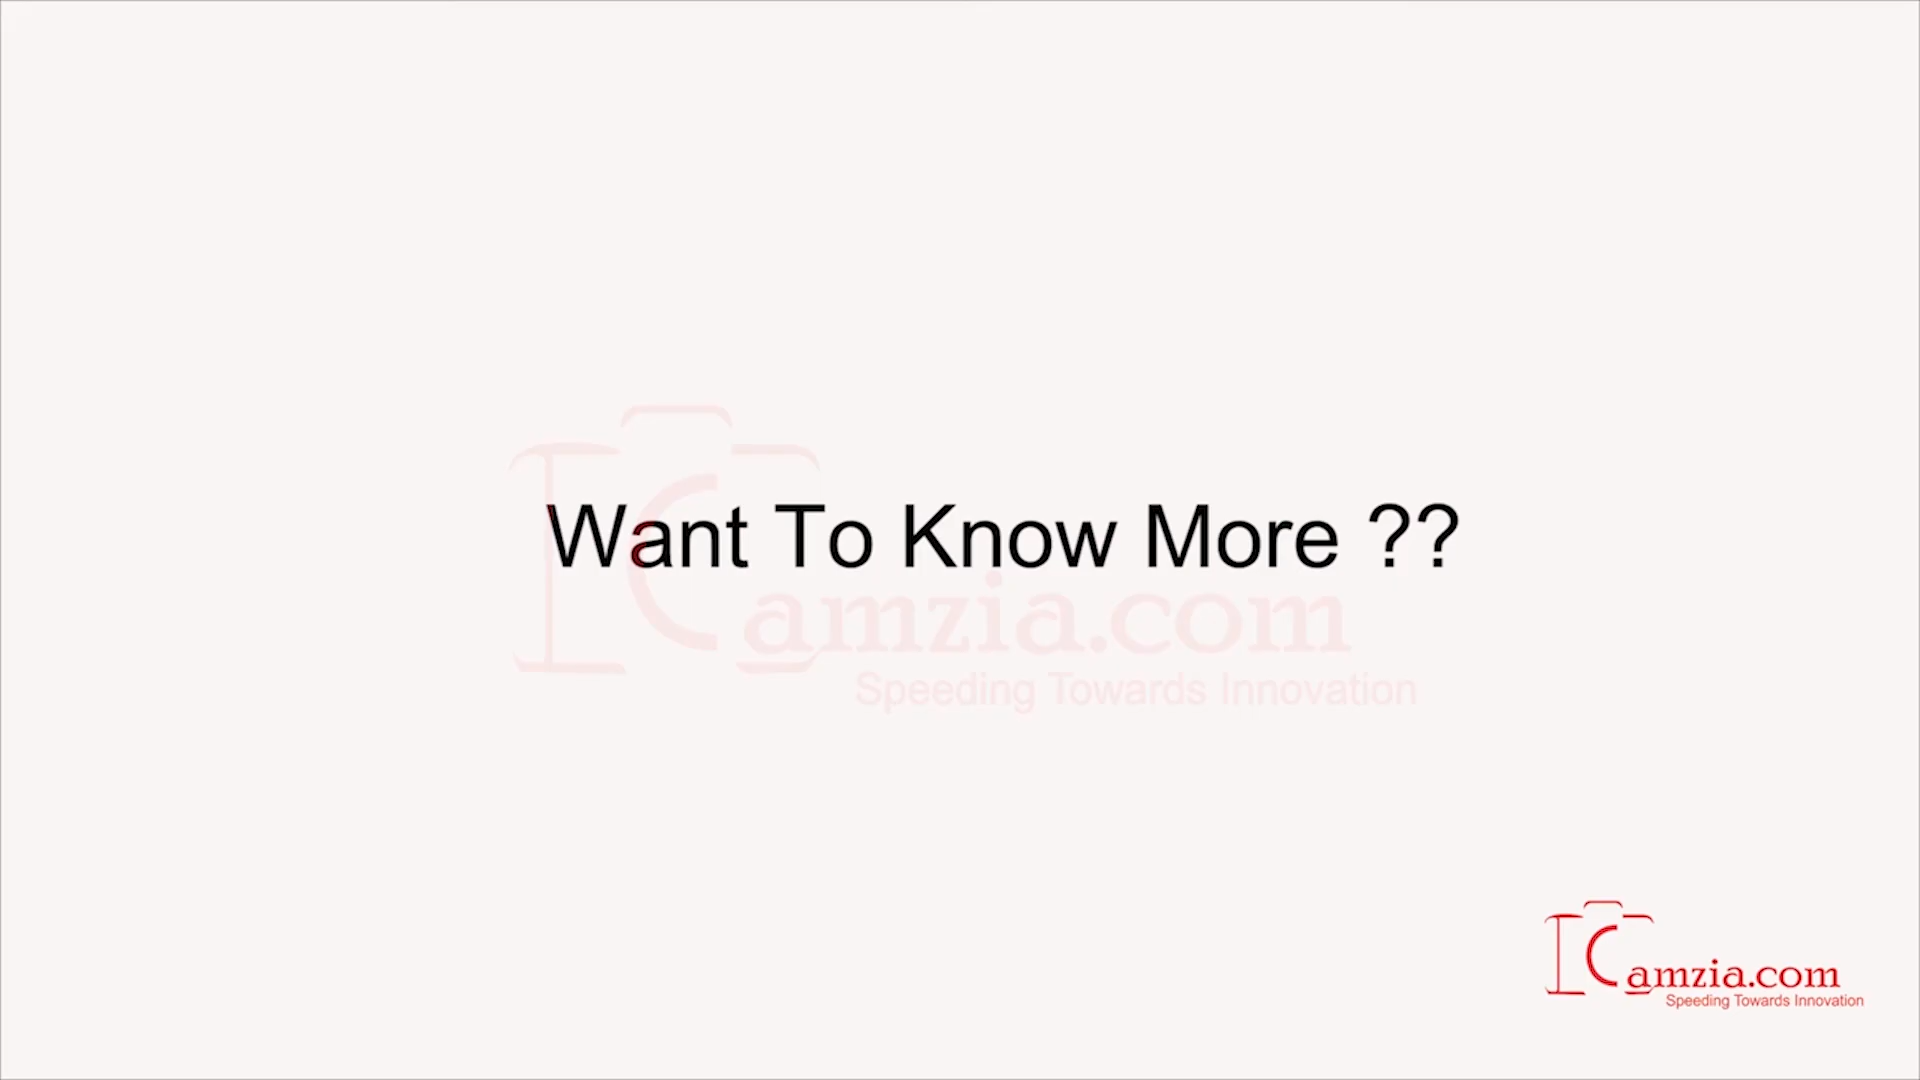 Want To Know More ??
Camzia.com
Speeding Towards Innovation
Camzia.com
Speeding Towards Innovation